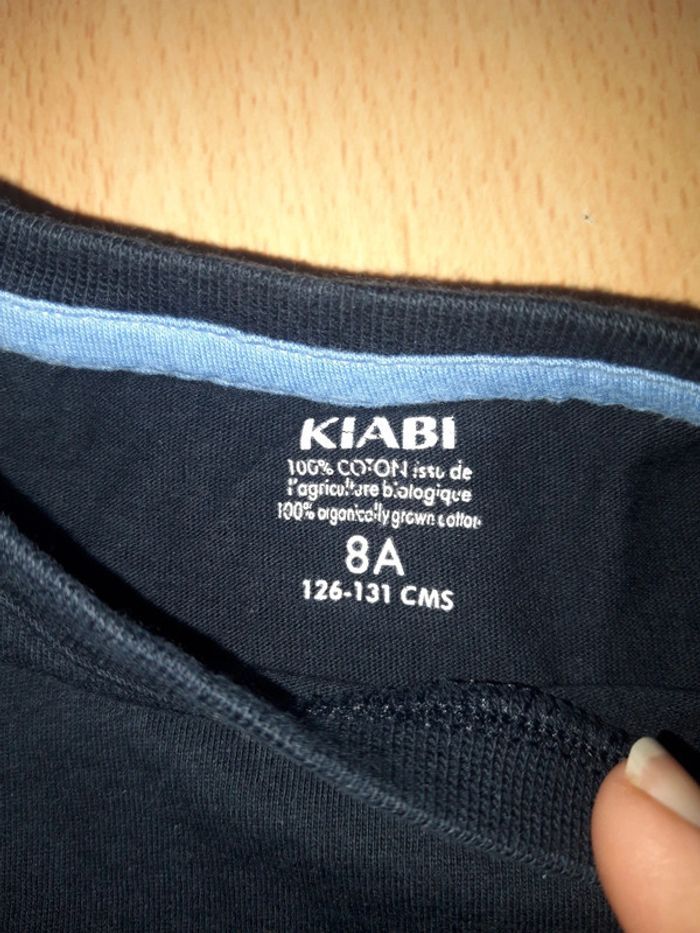 KIABI
100% COTON issu de
l'agriculture biologique
100% organically grown cotton
8A
126-131 CMS